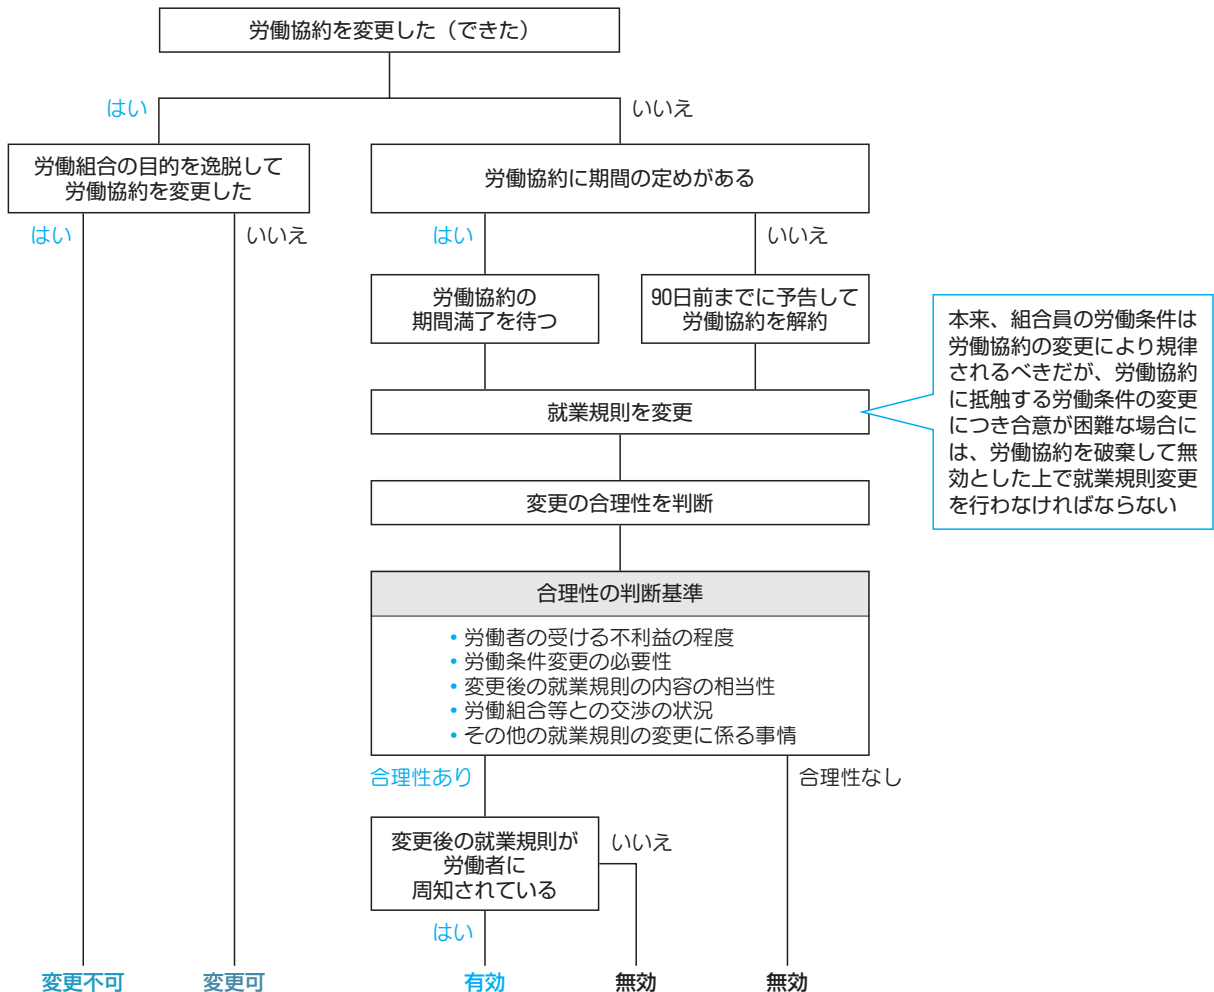 労働協約を変更した（できた）
はい
いいえ
労働組合の目的を逸脱して
労働協約を変更した
労働協約に期間の定めがある
はい
いいえ
はい
いいえ
労働協約の
期間満了を待つ
90日前までに予告して
労働協約を解約
本来、組合員の労働条件は
労働協約の変更により規律
されるべきだが、労働協約
に抵触する労働条件の変更
につき合意が困難な場合に
は、労働協約を破棄して無
効とした上で就業規則変更
を行わなければならない
就業規則を変更
変更の合理性を判断
合理性の判断基準
・労働者の受ける不利益の程度
・労働条件変更の必要性
・変更後の就業規則の内容の相当性
・労働組合等との交渉の状況
・その他の就業規則の変更に係る事情
合理性あり
合理性なし
変更後の就業規則が
労働者に
周知されている
いいえ
はい
変更不可
変更可
有効
無効
無効